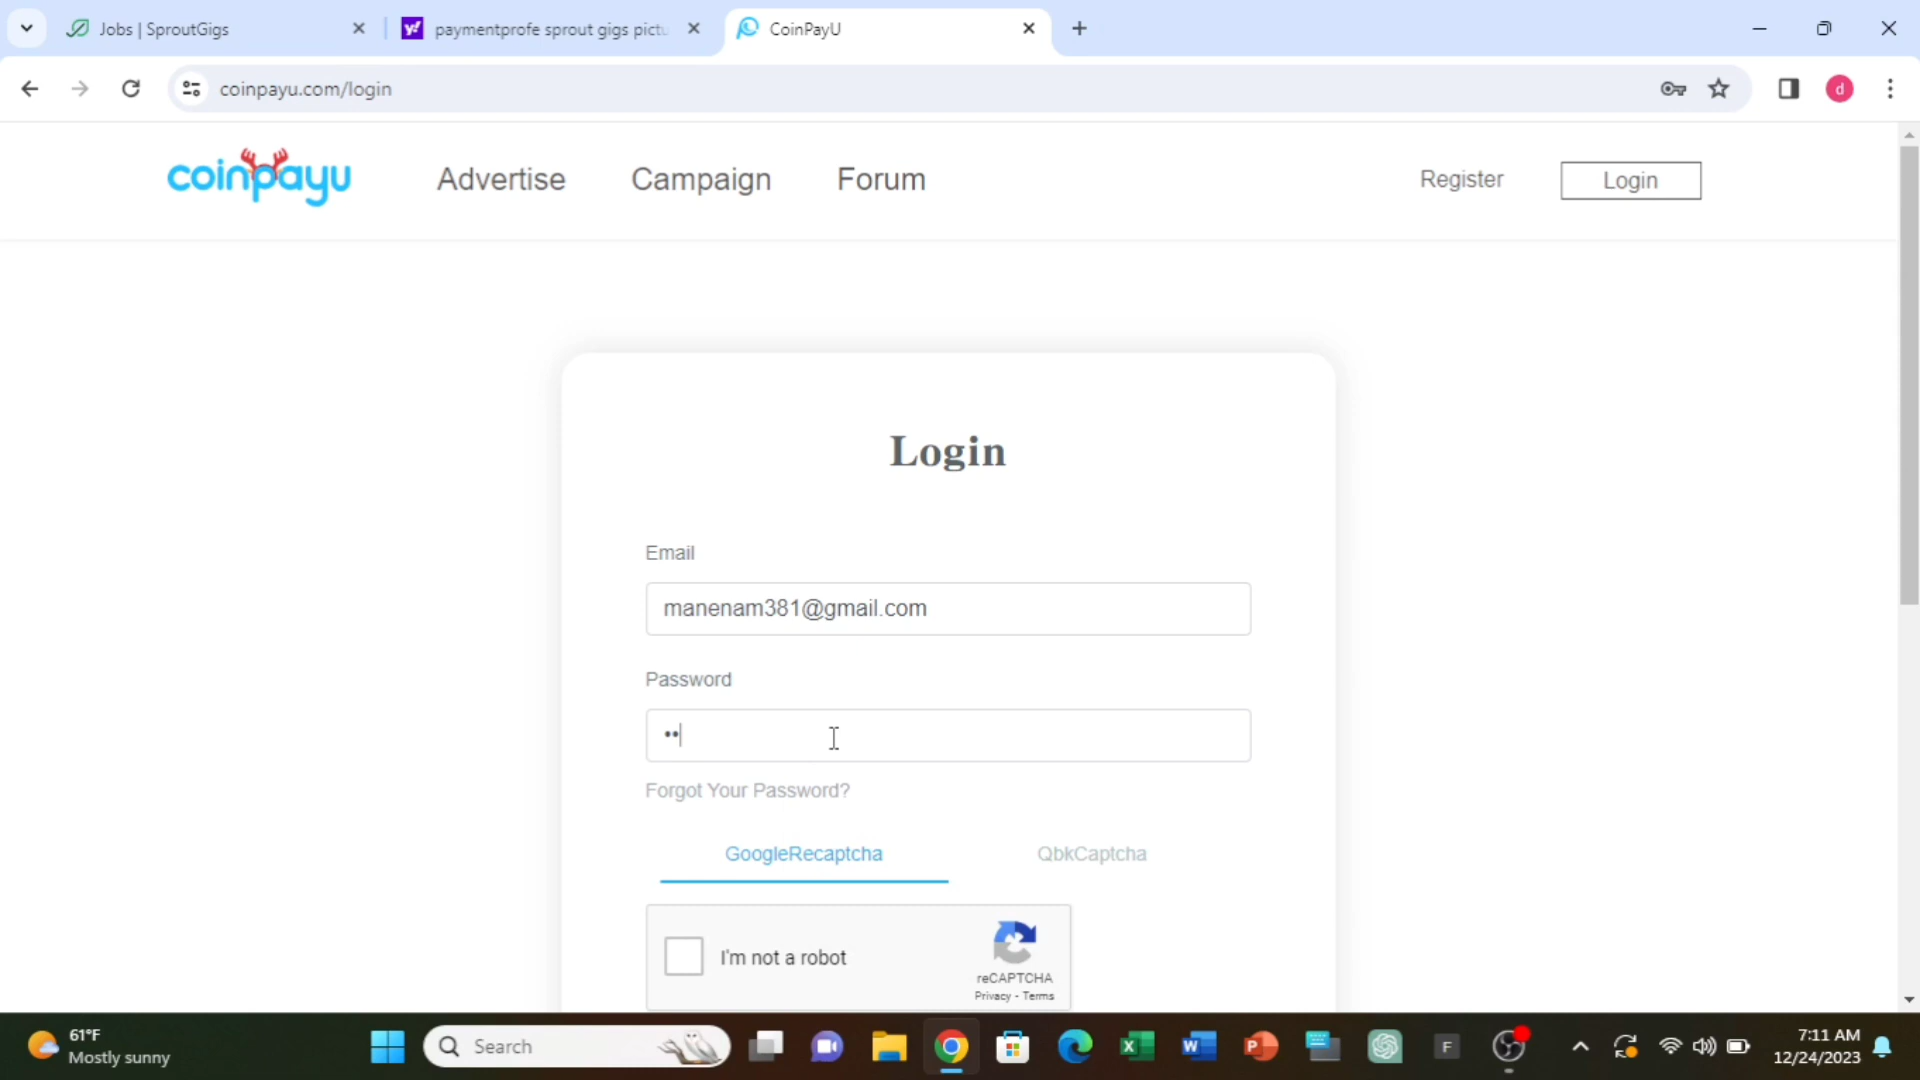 Jobs | SproutGigs
paymentprofe sprout gigs pictu
CoinPayU
coinpayu.com/login
d
coinpayu
Advertise
Campaign
Forum
Register
Login
Login
Email
manenam381@gmail.com
Password
••
Forgot Your Password?
GoogleRecaptcha
QbkCaptcha
I'm not a robot
reCAPTCHA
Privacy - Terms
61°F
Mostly sunny
Search
F
7:11 AM
12/24/2023